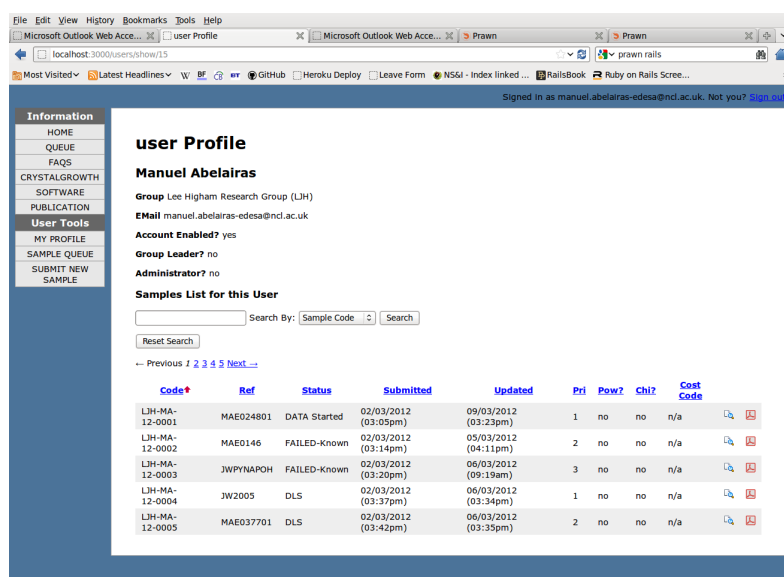 File Edit View History Bookmarks Tools Help
Microsoft Outlook Web Acce... user Profile Microsoft Outlook Web Acce... Prawn Prawn
localhost:3000/users/show/15 prawn rails
Most Visited Latest Headlines W BF BT GitHub Heroku Deploy Leave Form NS&I - Index linked ... RailsBook Ruby on Rails Scree...
Signed in as manuel.abelairas-edesa@ncl.ac.uk. Not you? Sign out
Information
HOME
QUEUE
FAQS
CRYSTALGROWTH
SOFTWARE
PUBLICATION
User Tools
MY PROFILE
SAMPLE QUEUE
SUBMIT NEW
SAMPLE
user Profile
Manuel Abelairas
Group Lee Higham Research Group (LJH)
EMail manuel.abelairas-edesa@ncl.ac.uk
Account Enabled? yes
Group Leader? no
Administrator? no
Samples List for this User
Search By: Sample Code Search
Reset Search
← Previous 1 2 3 4 5 Next →
Code Ref Status Submitted Updated Pri Pow? Chi? Cost
Code
LJH-MA-
12-0001 MAE024801 DATA Started 02/03/2012
(03:05pm) 09/03/2012
(03:23pm) 1 no no n/a
LJH-MA-
12-0002 MAE0146 FAILED-Known 02/03/2012
(03:14pm) 05/03/2012
(04:11pm) 2 no no n/a
LJH-MA-
12-0003 JWPYNAPOH FAILED-Known 02/03/2012
(03:20pm) 06/03/2012
(09:19am) 3 no no n/a
LJH-MA-
12-0004 JW2005 DLS 02/03/2012
(03:37pm) 06/03/2012
(03:34pm) 1 no no n/a
LJH-MA-
12-0005 MAE037701 DLS 02/03/2012
(03:42pm) 06/03/2012
(03:35pm) 2 no no n/a